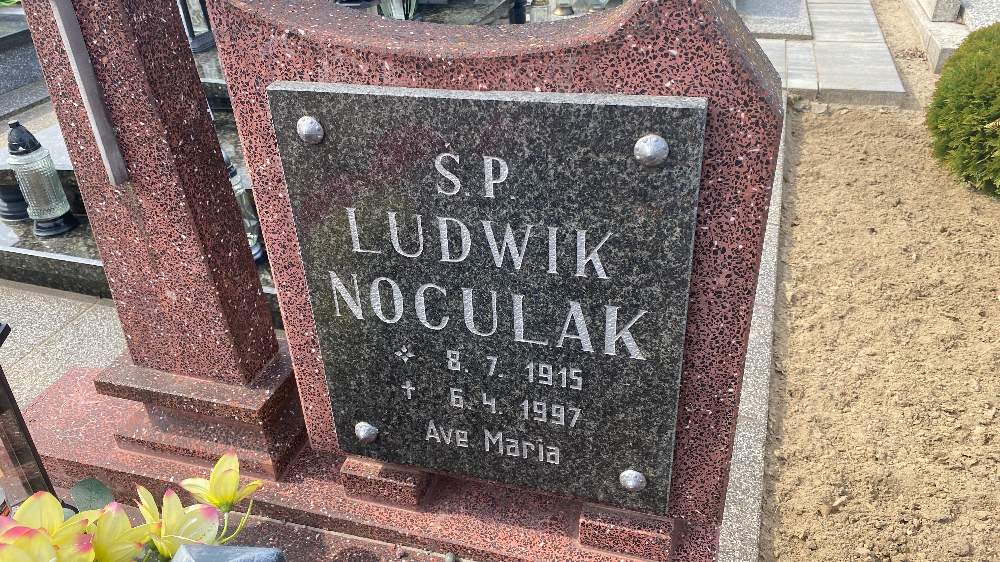 Ś.P.
LUDWIK
NOCULAK
8. 7. 1915
6. 4. 1997
Ave Maria